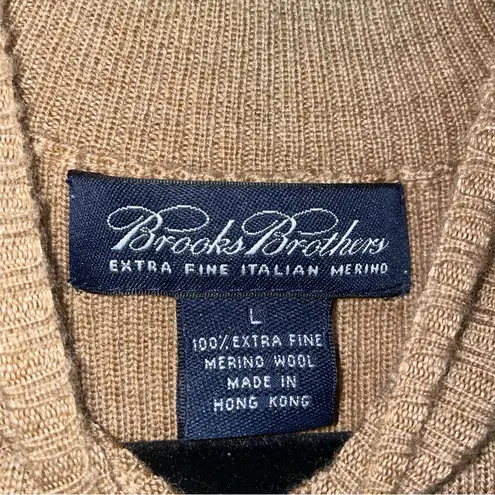 Brooks Brothers
EXTRA FINE ITALIAN MERINO
L
100% EXTRA FINE
MERINO WOOL
MADE IN
HONG KONG